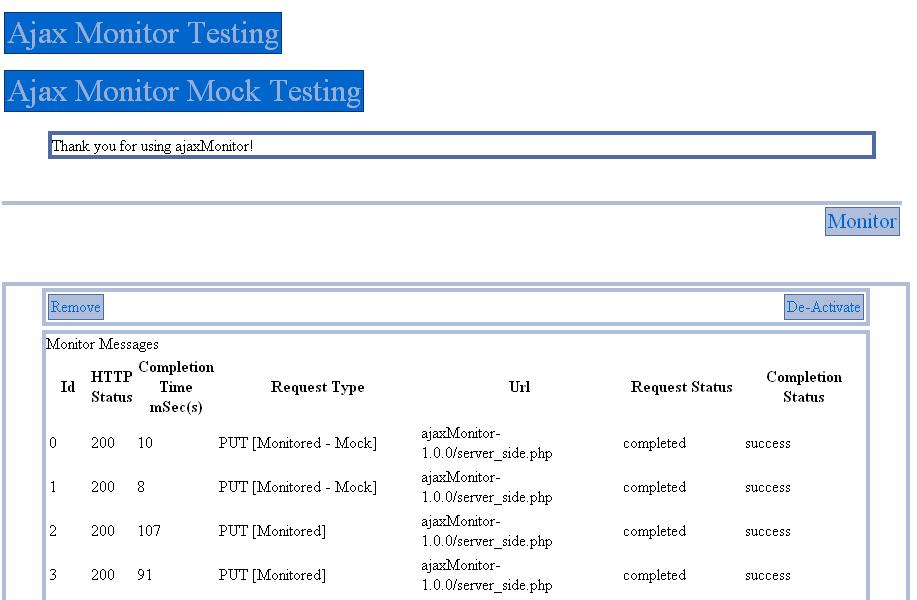 Ajax Monitor Testing
Ajax Monitor Mock Testing
Thank you for using ajaxMonitor!
Monitor
Remove De-Activate
Monitor Messages
Id HTTP Status Completion Time mSec(s) Request Type Url Request Status Completion Status
0 200 10 PUT [Monitored - Mock] ajaxMonitor-1.0.0/server_side.php completed success
1 200 8 PUT [Monitored - Mock] ajaxMonitor-1.0.0/server_side.php completed success
2 200 107 PUT [Monitored] ajaxMonitor-1.0.0/server_side.php completed success
3 200 91 PUT [Monitored] ajaxMonitor-1.0.0/server_side.php completed success